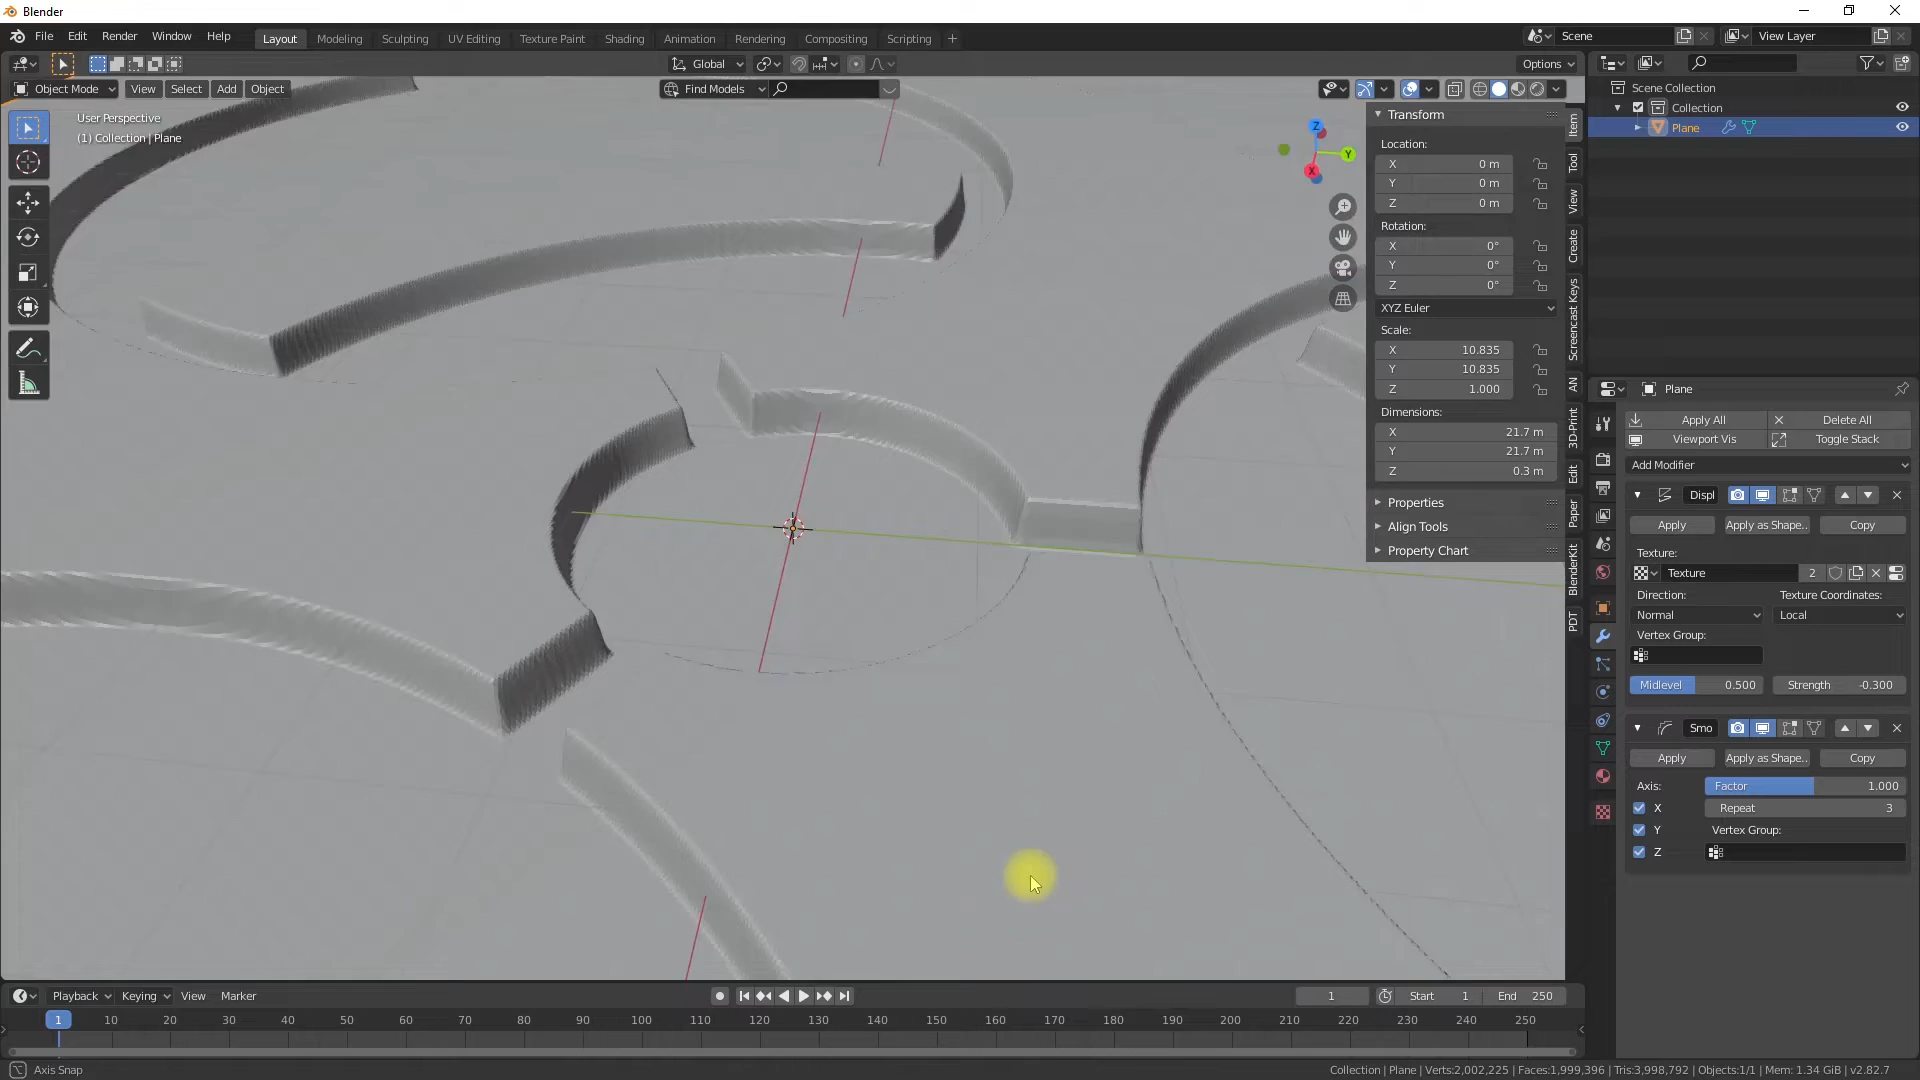 Blender
File Edit Render Window Help
Layout Modeling Sculpting UV Editing Texture Paint Shading Animation Rendering Compositing Scripting +
Scene
View Layer
Global
Options
Object Mode View Select Add Object
Find Models
User Perspective
(1) Collection | Plane
Z
Y
X
Transform
Location:
X 0 m
Y 0 m
Z 0 m
Rotation:
X 0°
Y 0°
Z 0°
XYZ Euler
Scale:
X 10.835
Y 10.835
Z 1.000
Dimensions:
X 21.7 m
Y 21.7 m
Z 0.3 m
Properties
Align Tools
Property Chart
Item
Tool
View
Create
Screencast Keys
AN
3D-Print
Edit
Paper
BlenderKit
PDT
Scene Collection
Collection
Plane
Plane
Apply All Delete All
Viewport Vis Toggle Stack
Add Modifier
Displ
Apply Apply as Shape.. Copy
Texture:
Texture 2
Direction: Texture Coordinates:
Normal Local
Vertex Group:
Midlevel 0.500 Strength -0.300
Smo
Apply Apply as Shape.. Copy
Axis: Factor 1.000
X Repeat 3
Y Vertex Group:
Z
Playback Keying View Marker
1 Start 1 End 250
1 10 20 30 40 50 60 70 80 90 100 110 120 130 140 150 160 170 180 190 200 210 220 230 240 250
Axis Snap
Collection | Plane | Verts:2,002,225 | Faces:1,999,396 | Tris:3,998,792 | Objects:1/1 | Mem: 1.34 GiB | v2.82.7